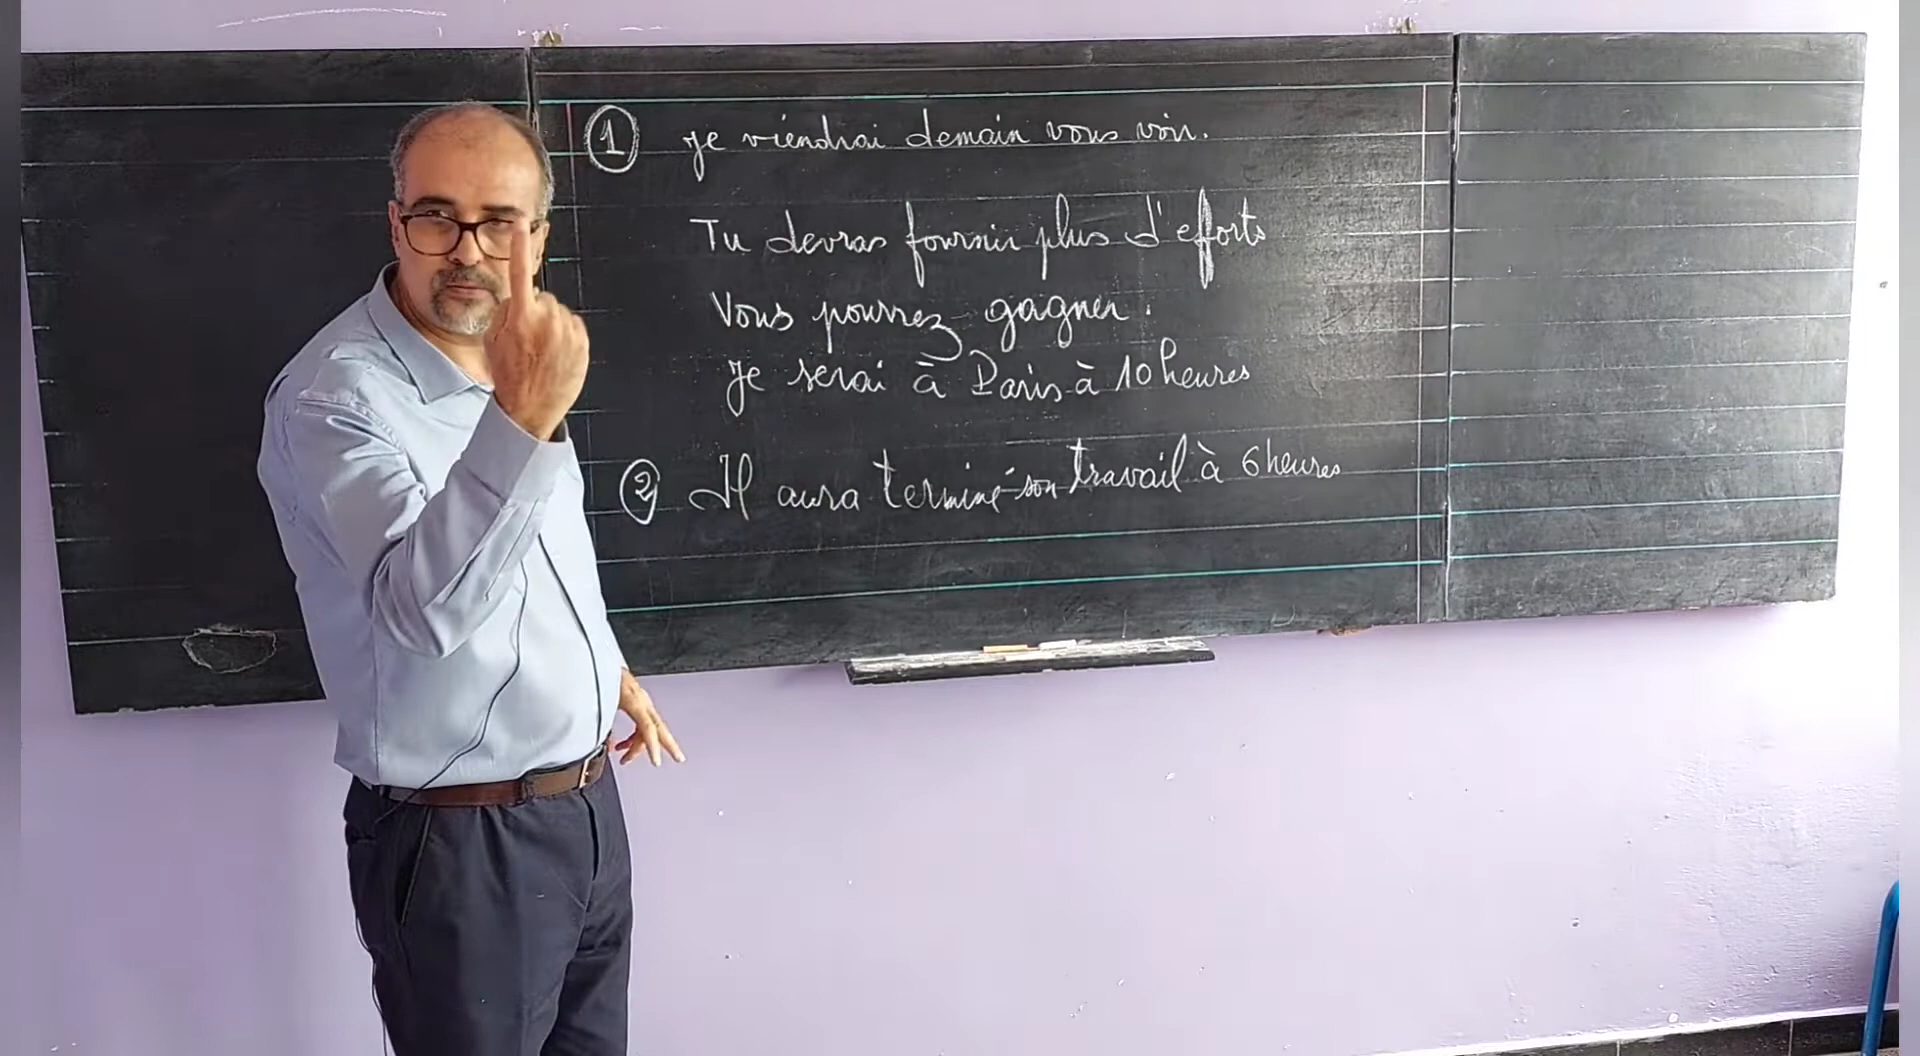 1 Je viendrai demain vous voir.
Tu devras fournir plus d'efforts
Vous pourrez gagner.
Je serai à Paris à 10 heures
2 Il aura terminé son travail à 6 heures